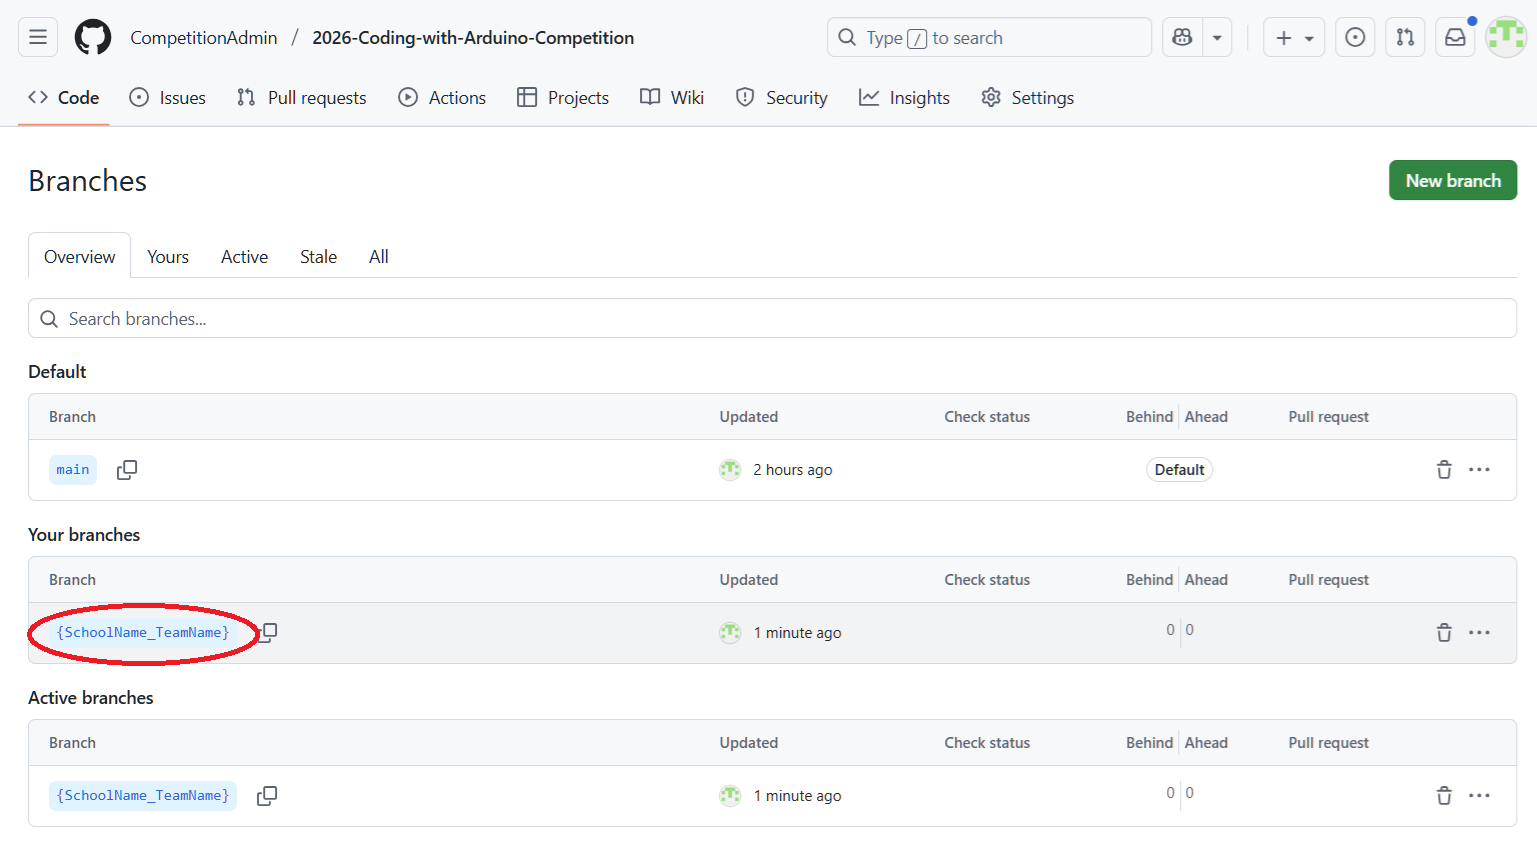 CompetitionAdmin / 2026-Coding-with-Arduino-Competition Type / to search
Code Issues Pull requests Actions Projects Wiki Security Insights Settings
Branches New branch
Overview Yours Active Stale All
Search branches...
Default
Branch Updated Check status Behind Ahead Pull request
main 2 hours ago Default
Your branches
Branch Updated Check status Behind Ahead Pull request
{SchoolName_TeamName} 1 minute ago 0 0
Active branches
Branch Updated Check status Behind Ahead Pull request
{SchoolName_TeamName} 1 minute ago 0 0